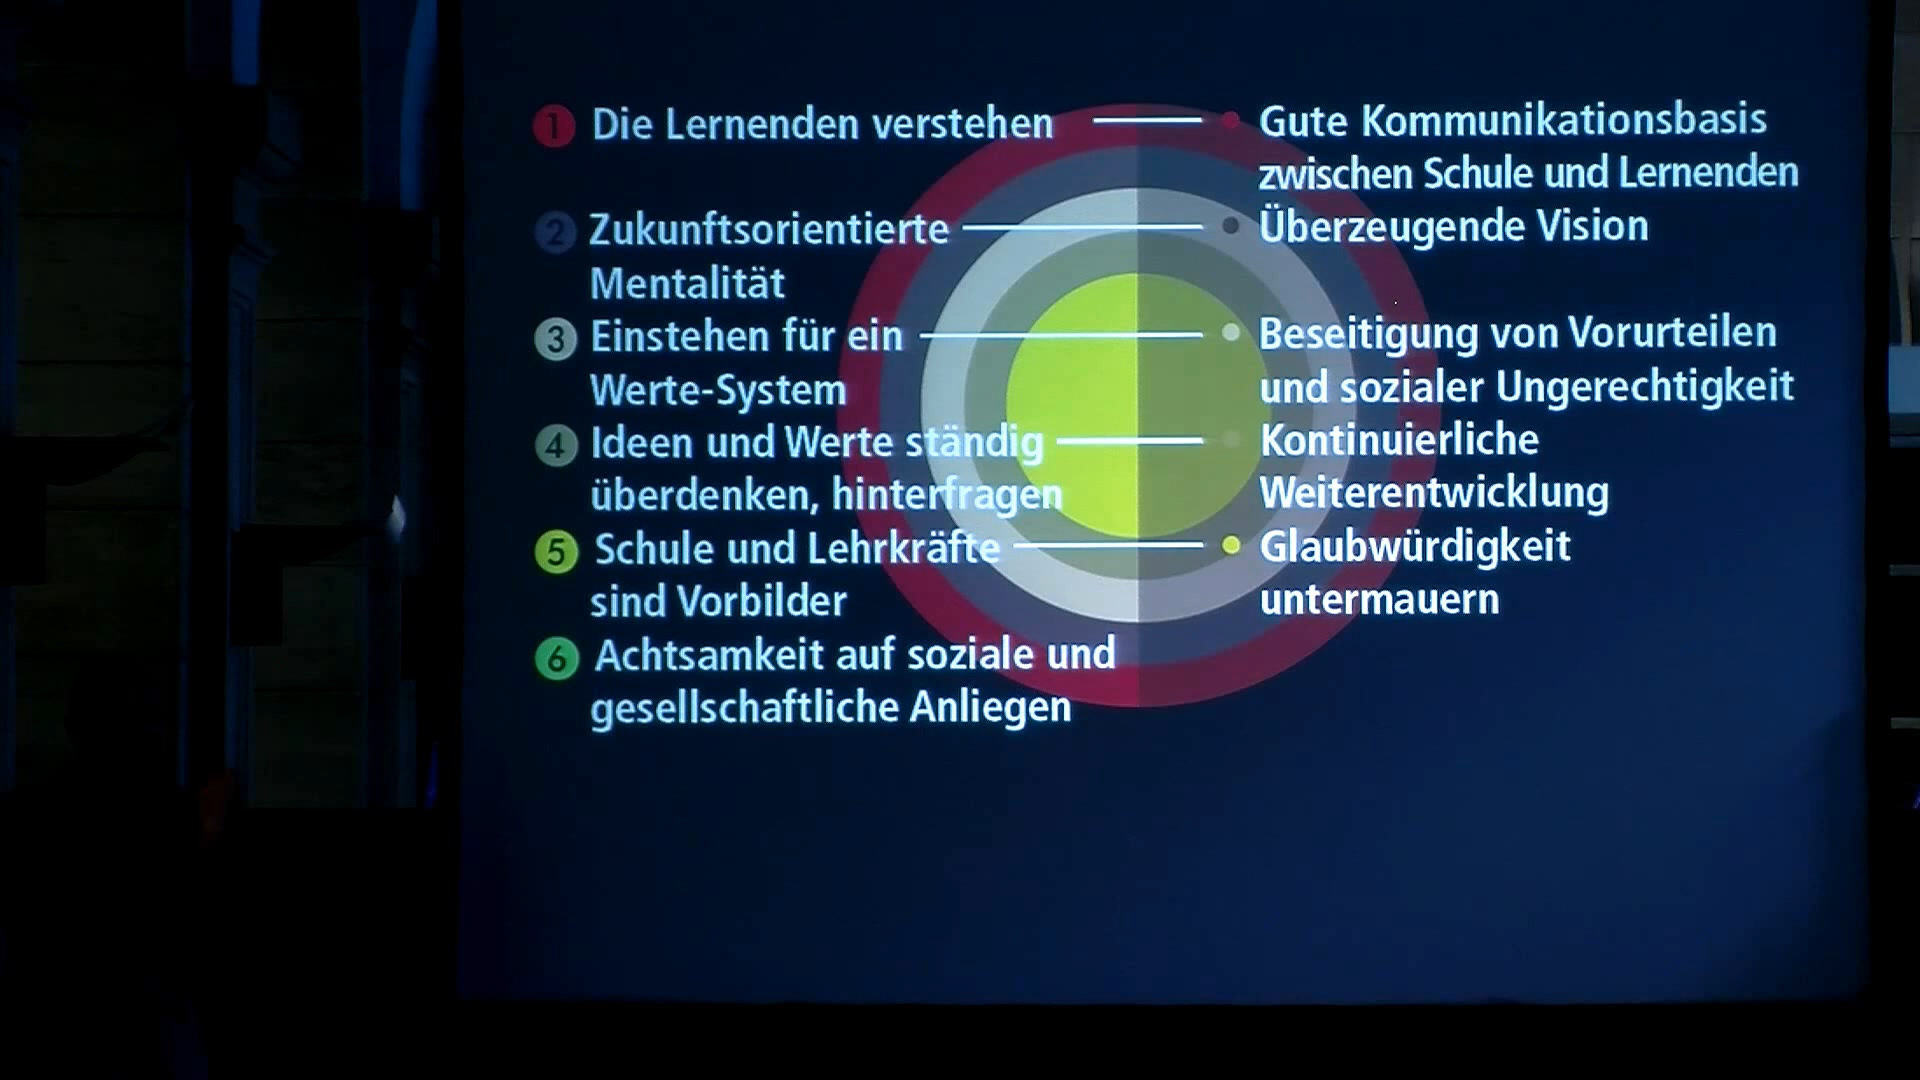 1 Die Lernenden verstehen
Gute Kommunikationsbasis
zwischen Schule und Lernenden
2 Zukunftsorientierte
Mentalität
Überzeugende Vision
3 Einstehen für ein
Werte-System
Beseitigung von Vorurteilen
und sozialer Ungerechtigkeit
4 Ideen und Werte ständig
überdenken, hinterfragen
Kontinuierliche
Weiterentwicklung
5 Schule und Lehrkräfte
sind Vorbilder
Glaubwürdigkeit
untermauern
6 Achtsamkeit auf soziale und
gesellschaftliche Anliegen